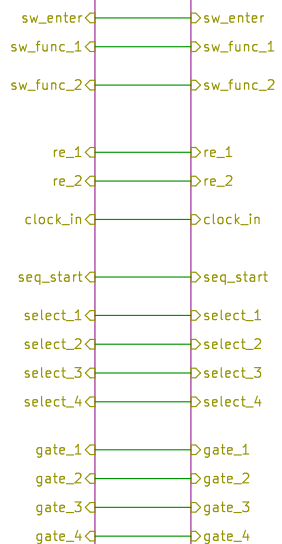 sw_enter sw_enter
sw_func_1 sw_func_1
sw_func_2 sw_func_2
re_1 re_1
re_2 re_2
clock_in clock_in
seq_start seq_start
select_1 select_1
select_2 select_2
select_3 select_3
select_4 select_4
gate_1 gate_1
gate_2 gate_2
gate_3 gate_3
gate_4 gate_4